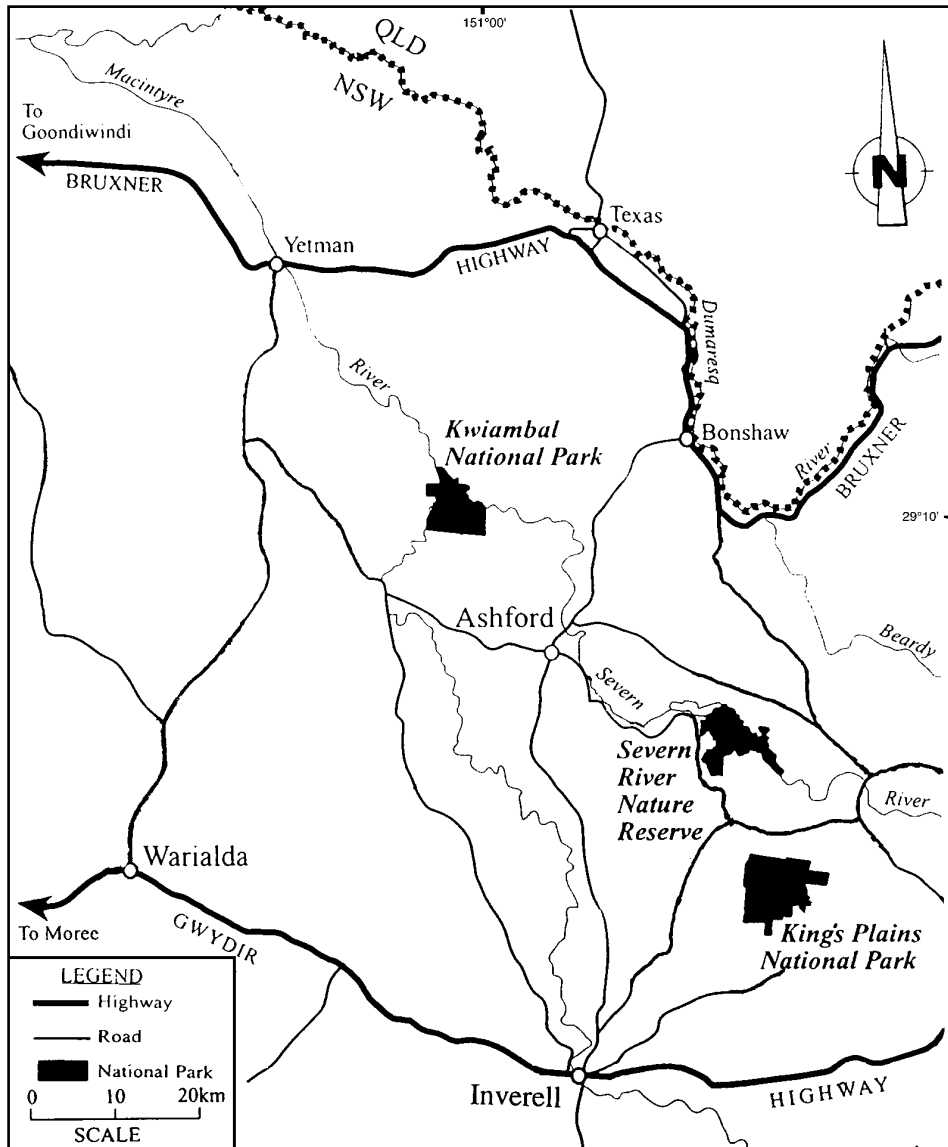 151°00'
QLD
NSW
Macintyre
To
Goondiwindi
BRUXNER
N
Texas
Yetman
HIGHWAY
Dumaresq
River
Kwiambal
National Park
Bonshaw
River
BRUXNER
29°10'
Ashford
Beardy
Severn
Severn
River
Nature
Reserve
River
Warialda
To Moree
GWYDIR
King's Plains
National Park
LEGEND
Highway
Road
National Park
0 10 20km
SCALE
Inverell
HIGHWAY